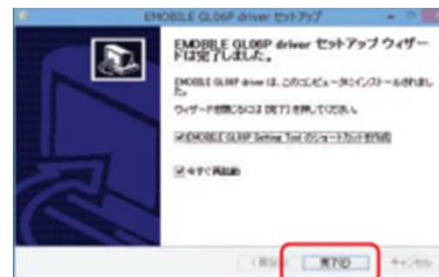 EMOBILE GL06P driver セットアップ
EMOBILE GL06P driver セットアップ ウィザー
ドは完了しました。
EMOBILE GL06P driver は、このコンピュータにインストールされまし
た。
ウィザードを閉じるには [完了] を押してください。
EMOBILE GL06P Setting Tool のショートカットを作成
今すぐ再起動
< 戻る(B)
完了(F)
キャンセル